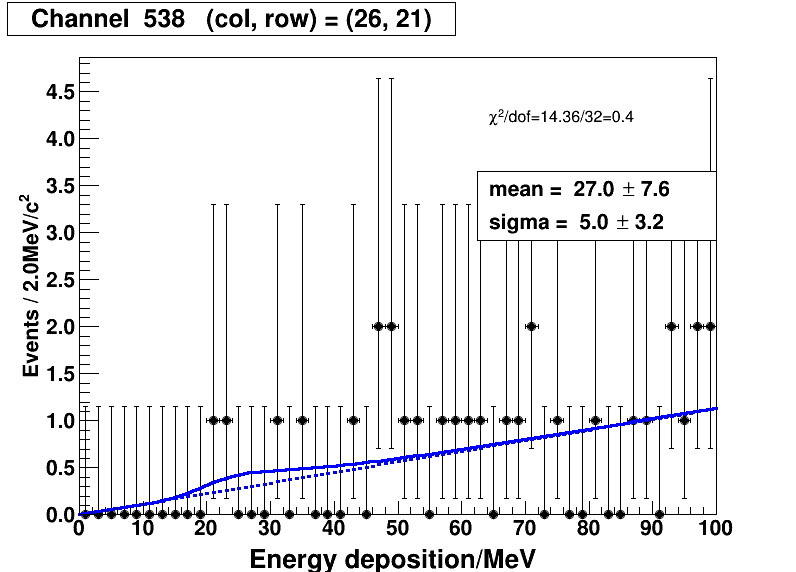 Channel 538 (col, row) = (26, 21)
χ²/dof=14.36/32=0.4
mean = 27.0 ± 7.6
sigma = 5.0 ± 3.2
Events / 2.0MeV/c²
4.5
4.0
3.5
3.0
2.5
2.0
1.5
1.0
0.5
0.0
0 10 20 30 40 50 60 70 80 90 100
Energy deposition/MeV